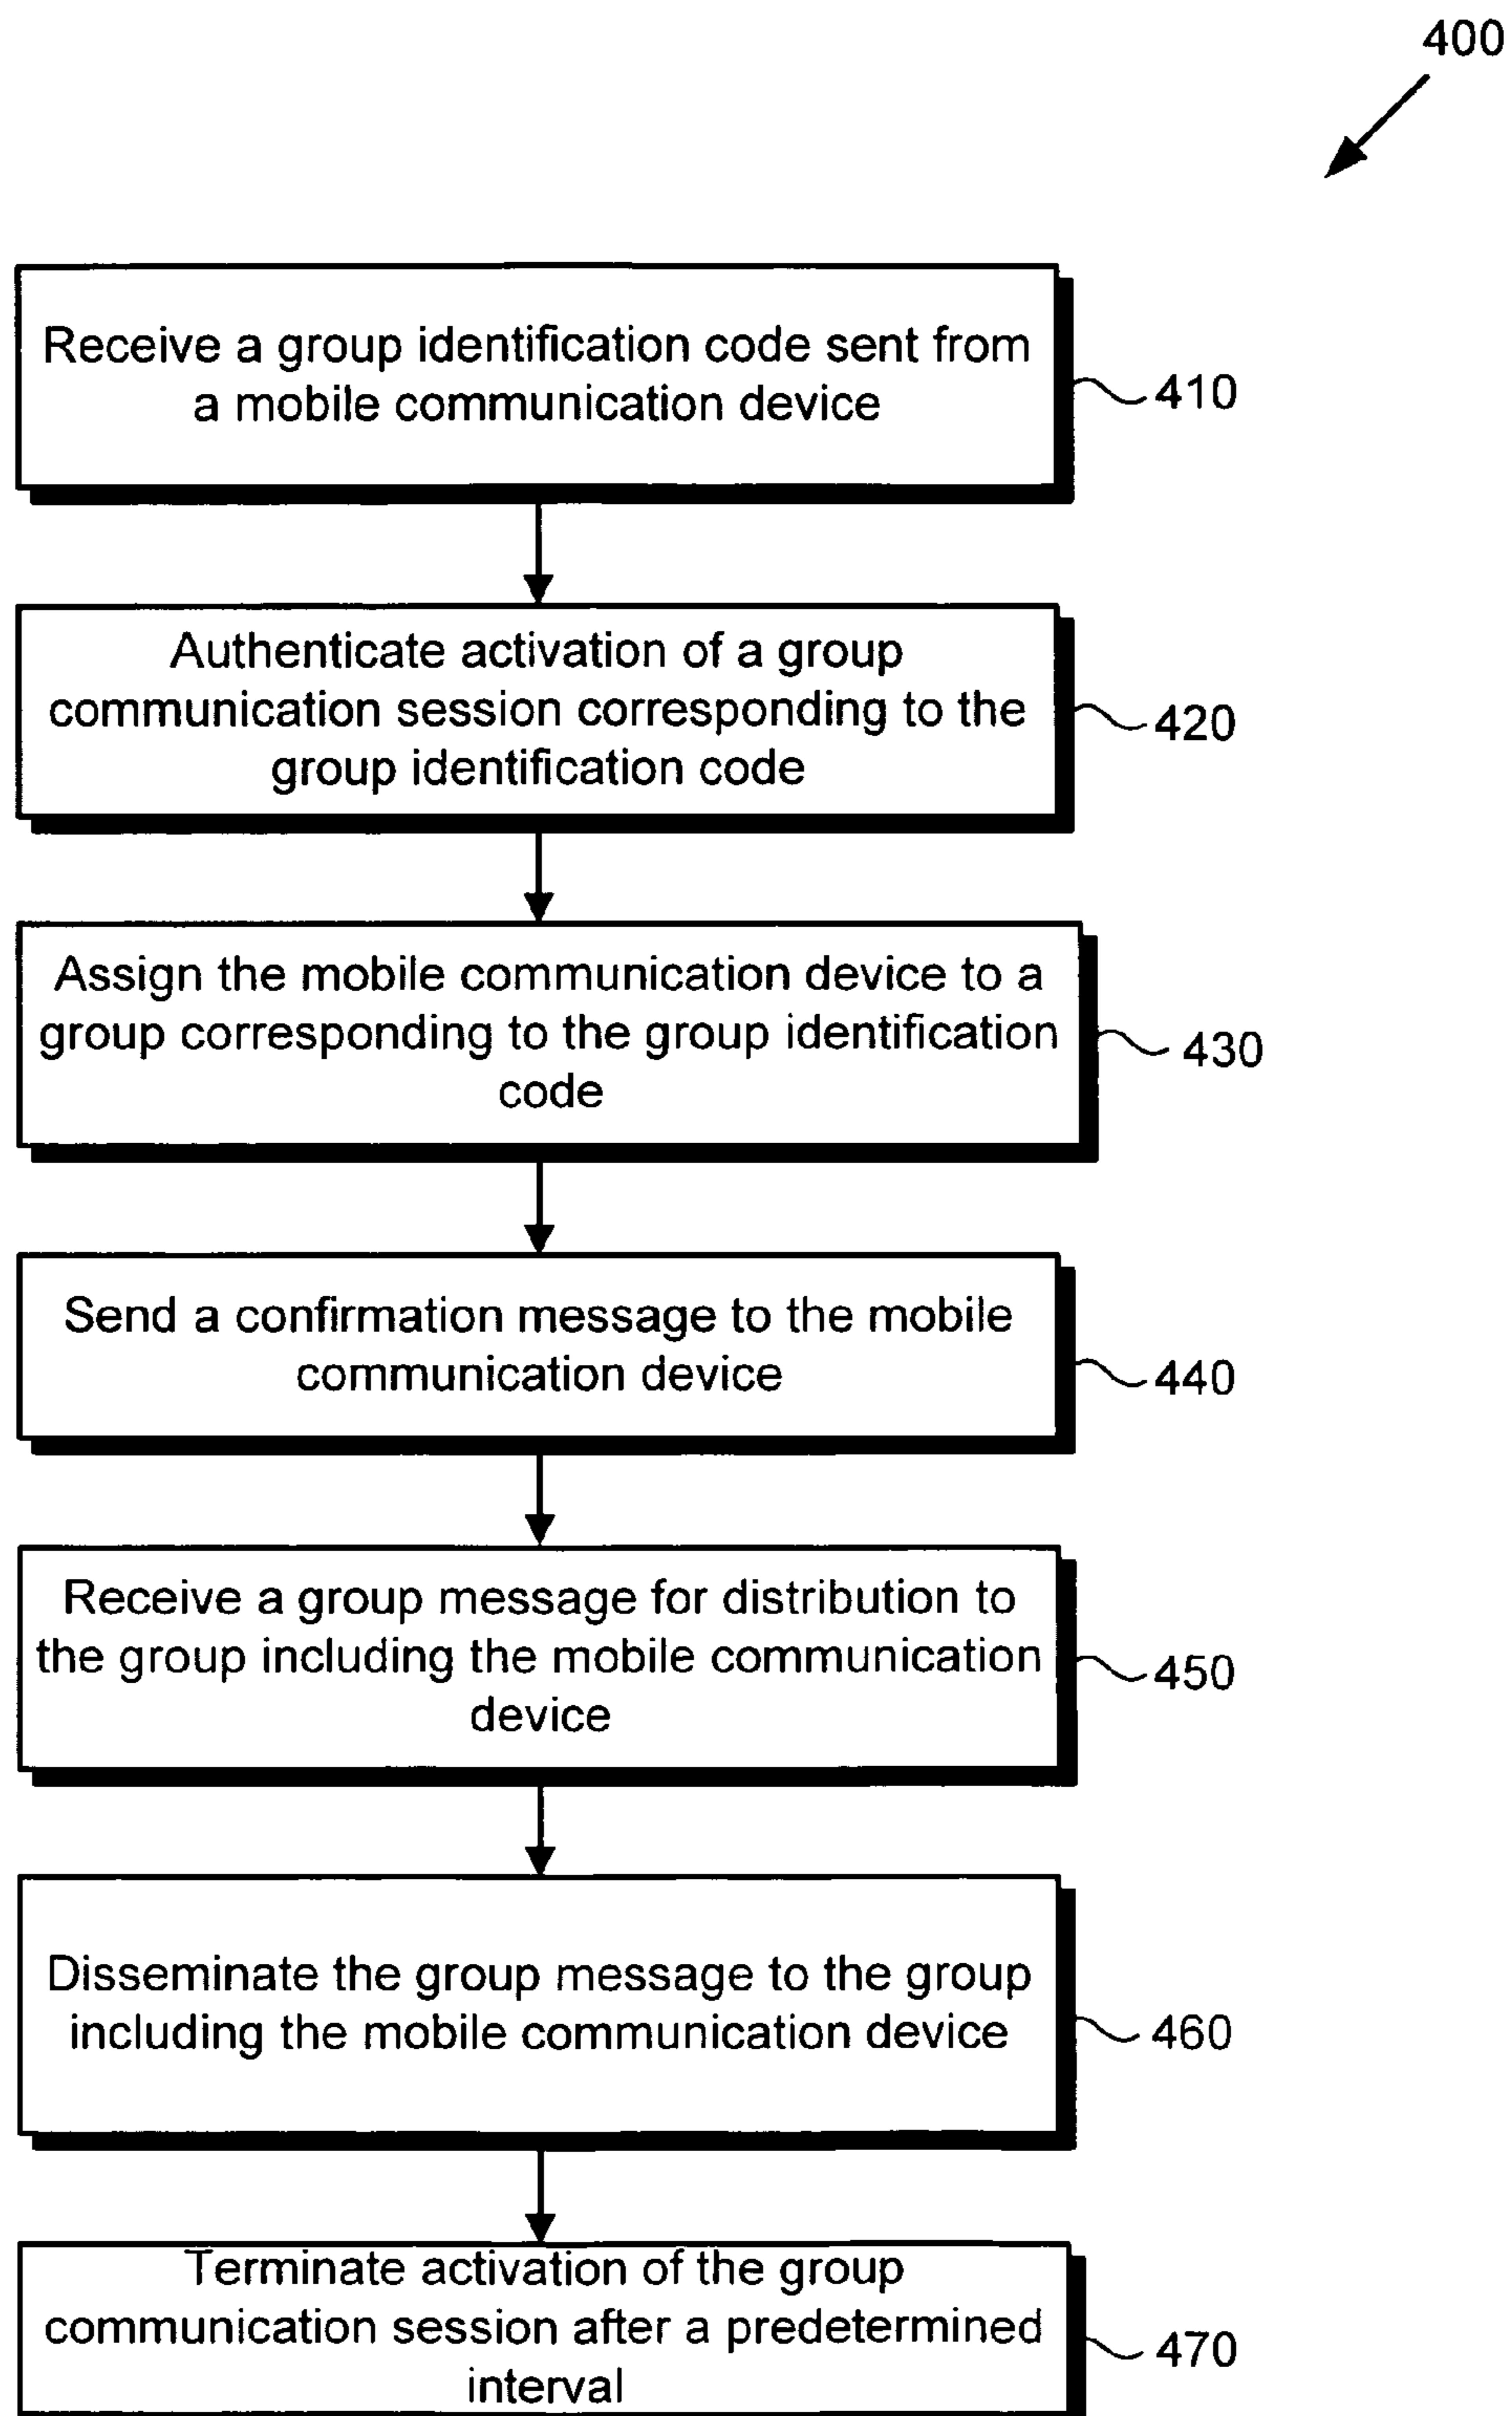 400
Receive a group identification code sent from
a mobile communication device
410
Authenticate activation of a group
communication session corresponding to the
group identification code
420
Assign the mobile communication device to a
group corresponding to the group identification
code
430
Send a confirmation message to the mobile
communication device
440
Receive a group message for distribution to
the group including the mobile communication
device
450
Disseminate the group message to the group
including the mobile communication device
460
Terminate activation of the group
communication session after a predetermined
interval
470